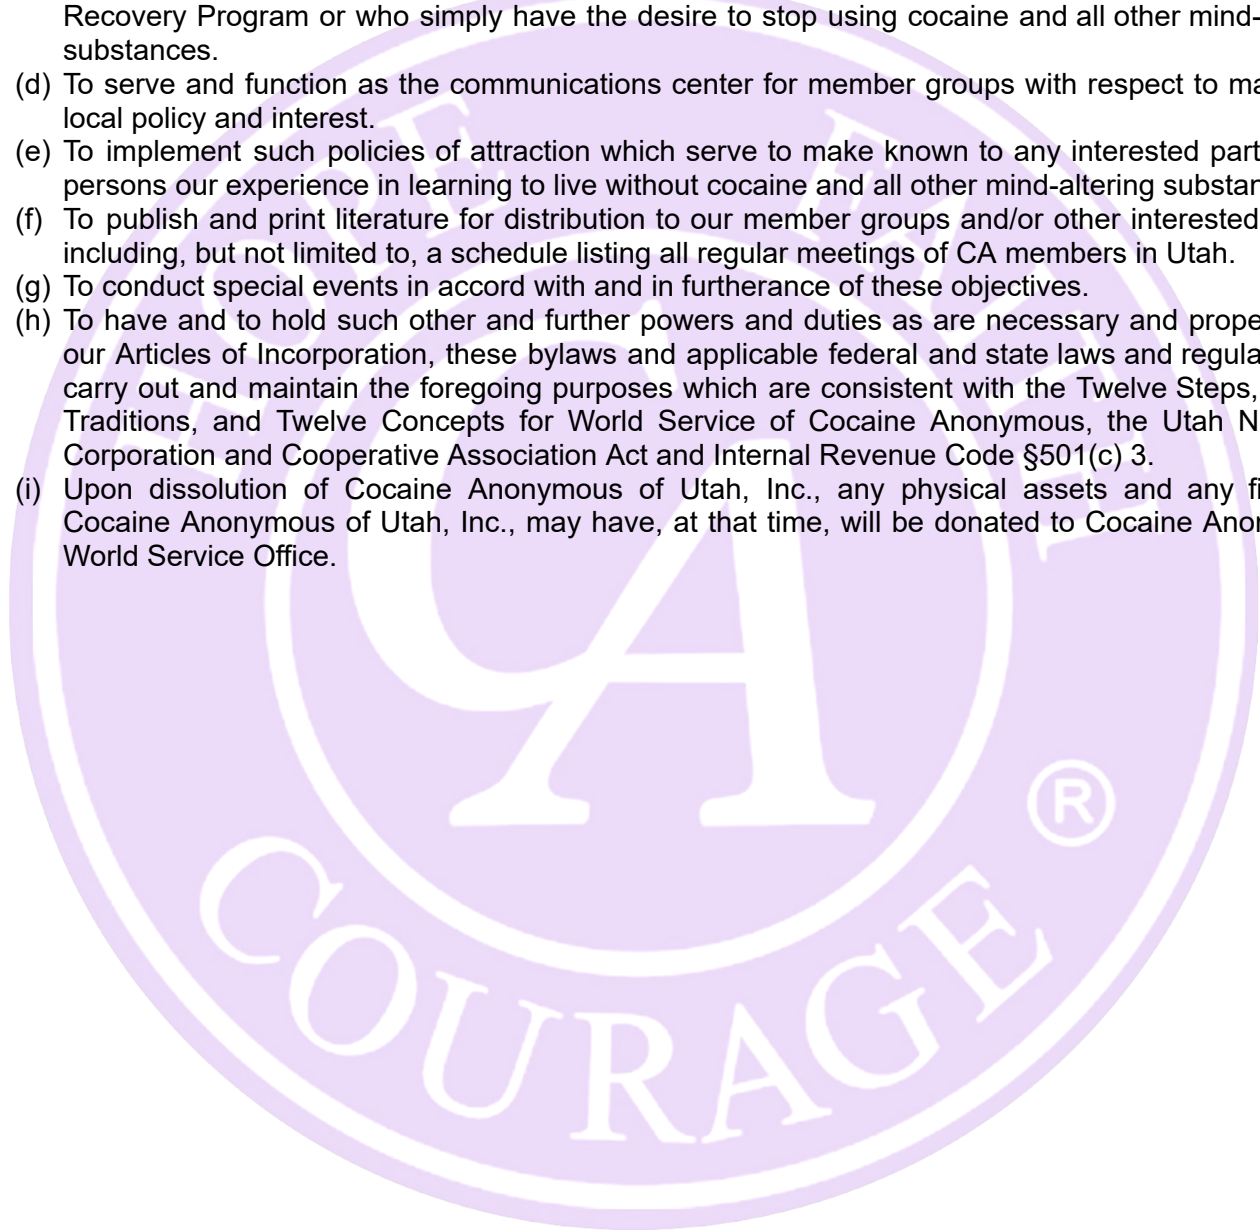 Recovery Program or who simply have the desire to stop using cocaine and all other mind-
substances.
(d) To serve and function as the communications center for member groups with respect to ma
local policy and interest.
(e) To implement such policies of attraction which serve to make known to any interested part
persons our experience in learning to live without cocaine and all other mind-altering substan
(f) To publish and print literature for distribution to our member groups and/or other interested
including, but not limited to, a schedule listing all regular meetings of CA members in Utah.
(g) To conduct special events in accord with and in furtherance of these objectives.
(h) To have and to hold such other and further powers and duties as are necessary and prope
our Articles of Incorporation, these bylaws and applicable federal and state laws and regula
carry out and maintain the foregoing purposes which are consistent with the Twelve Steps,
Traditions, and Twelve Concepts for World Service of Cocaine Anonymous, the Utah N
Corporation and Cooperative Association Act and Internal Revenue Code §501(c) 3.
(i) Upon dissolution of Cocaine Anonymous of Utah, Inc., any physical assets and any fi
Cocaine Anonymous of Utah, Inc., may have, at that time, will be donated to Cocaine Anon
World Service Office.
HOPE FAITH
CA
®
COURAGE